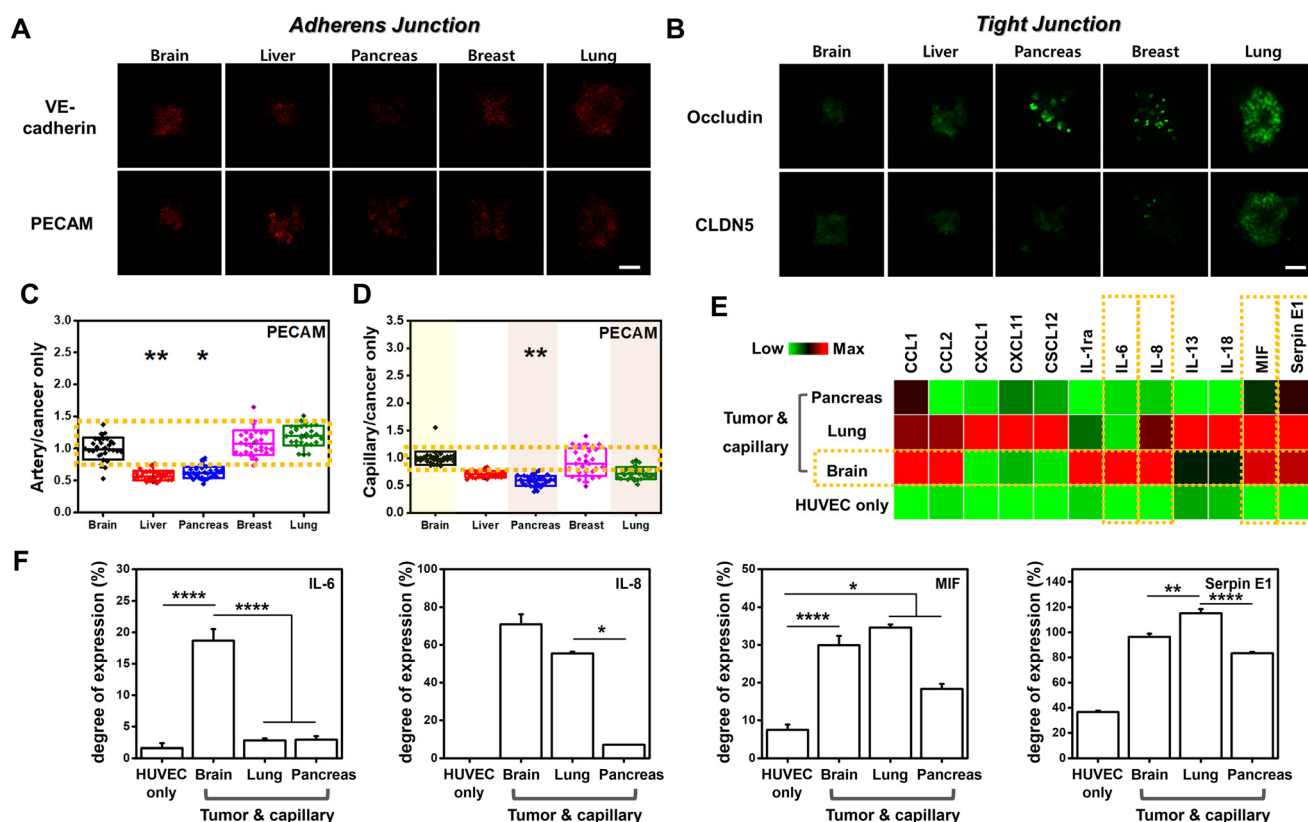 A
Adherens Junction
Brain Liver Pancreas Breast Lung
VE-
cadherin
PECAM
B
Tight Junction
Brain Liver Pancreas Breast Lung
Occludin
CLDN5
C
Artery/cancer only
3.0
2.5
2.0
1.5
1.0
0.5
0.0
PECAM
** *
Brain Liver Pancreas Breast Lung
D
Capillary/cancer only
3.0
2.5
2.0
1.5
1.0
0.5
0.0
PECAM
**
Brain Liver Pancreas Breast Lung
E
Low Max
CCL1
CCL2
CXCL1
CXCL11
CSCL12
IL-1ra
IL-6
IL-8
IL-13
IL-18
MIF
Serpin E1
Tumor &
capillary
Pancreas
Lung
Brain
HUVEC only
F
degree of expression (%)
30
25
20
15
10
5
0
IL-6
**** ****
HUVEC
only
Brain Lung Pancreas
Tumor & capillary
degree of expression (%)
100
80
60
40
20
0
IL-8
*
HUVEC
only
Brain Lung Pancreas
Tumor & capillary
degree of expression (%)
50
40
30
20
10
0
MIF
*
****
HUVEC
only
Brain Lung Pancreas
Tumor & capillary
degree of expression (%)
140
120
100
80
60
40
20
0
Serpin E1
** ****
HUVEC
only
Brain Lung Pancreas
Tumor & capillary